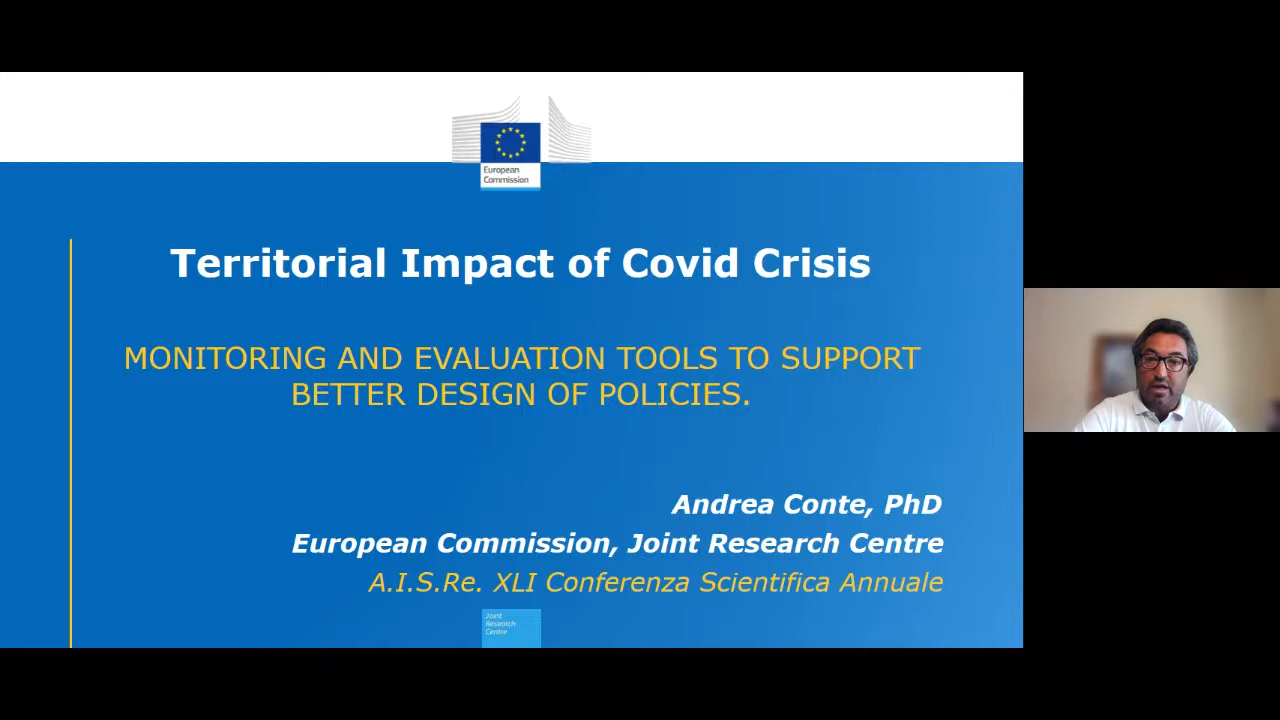 European
Commission
Territorial Impact of Covid Crisis
MONITORING AND EVALUATION TOOLS TO SUPPORT
BETTER DESIGN OF POLICIES.
Andrea Conte, PhD
European Commission, Joint Research Centre
A.I.S.Re. XLI Conferenza Scientifica Annuale
Joint
Research
Centre